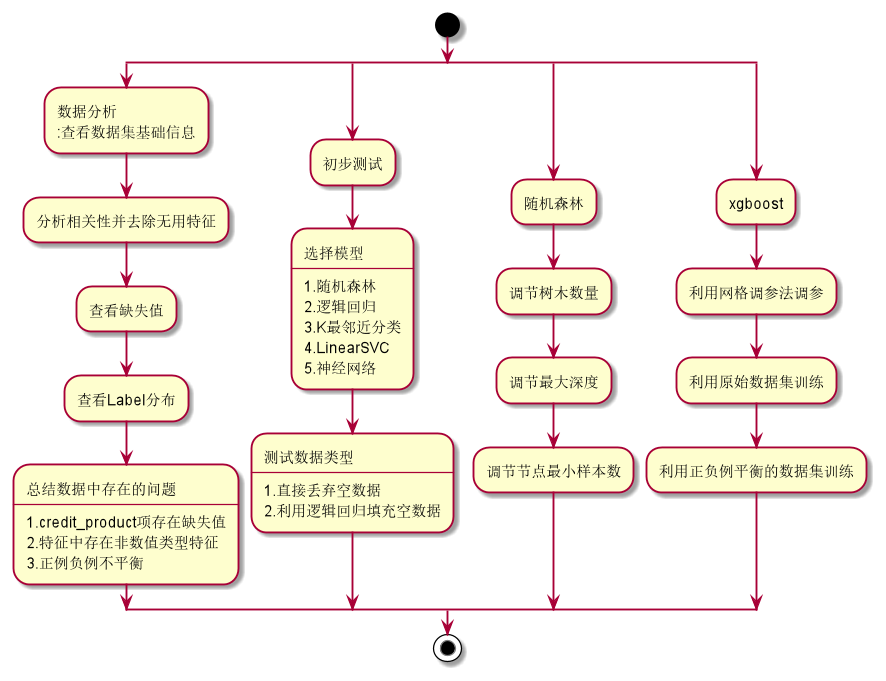 数据分析
:查看数据集基础信息
分析相关性并去除无用特征
查看缺失值
查看Label分布
总结数据中存在的问题
1.credit_product项存在缺失值
2.特征中存在非数值类型特征
3.正例负例不平衡
初步测试
选择模型
1.随机森林
2.逻辑回归
3.K最邻近分类
4.LinearSVC
5.神经网络
测试数据类型
1.直接丢弃空数据
2.利用逻辑回归填充空数据
随机森林
调节树木数量
调节最大深度
调节节点最小样本数
xgboost
利用网格调参法调参
利用原始数据集训练
利用正负例平衡的数据集训练